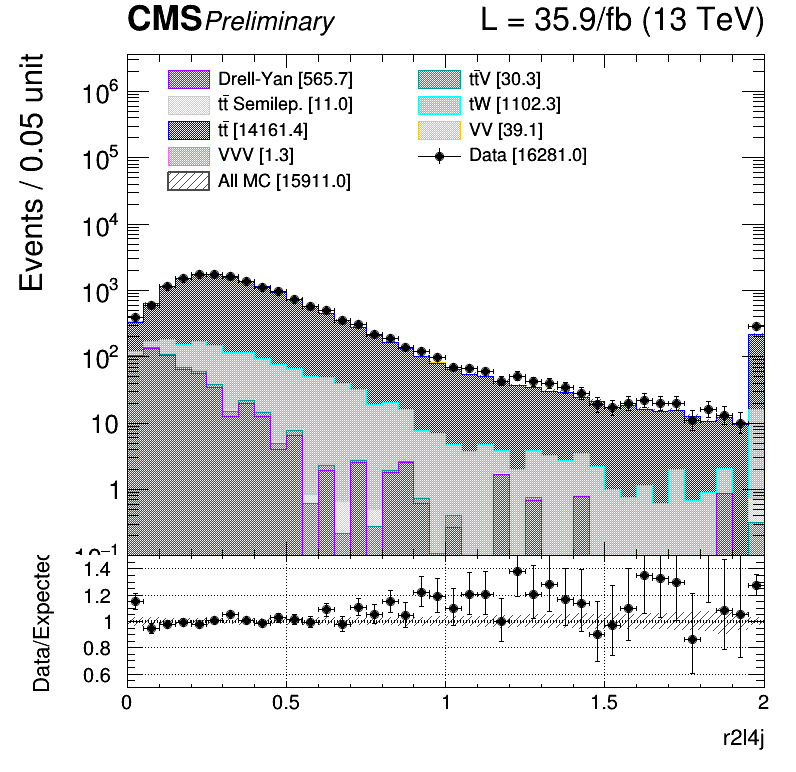 CMS Preliminary L = 35.9/fb (13 TeV)
Events / 0.05 unit
Drell-Yan [565.7]
tt̄V [30.3]
tt̄ Semilep. [11.0]
tW [1102.3]
tt̄ [14161.4]
VV [39.1]
VVV [1.3]
Data [16281.0]
All MC [15911.0]
10⁶
10⁵
10⁴
10³
10²
10
1
10⁻¹
Data/Expected
1.4
1.2
1
0.8
0.6
0 0.5 1 1.5 2
r2l4j